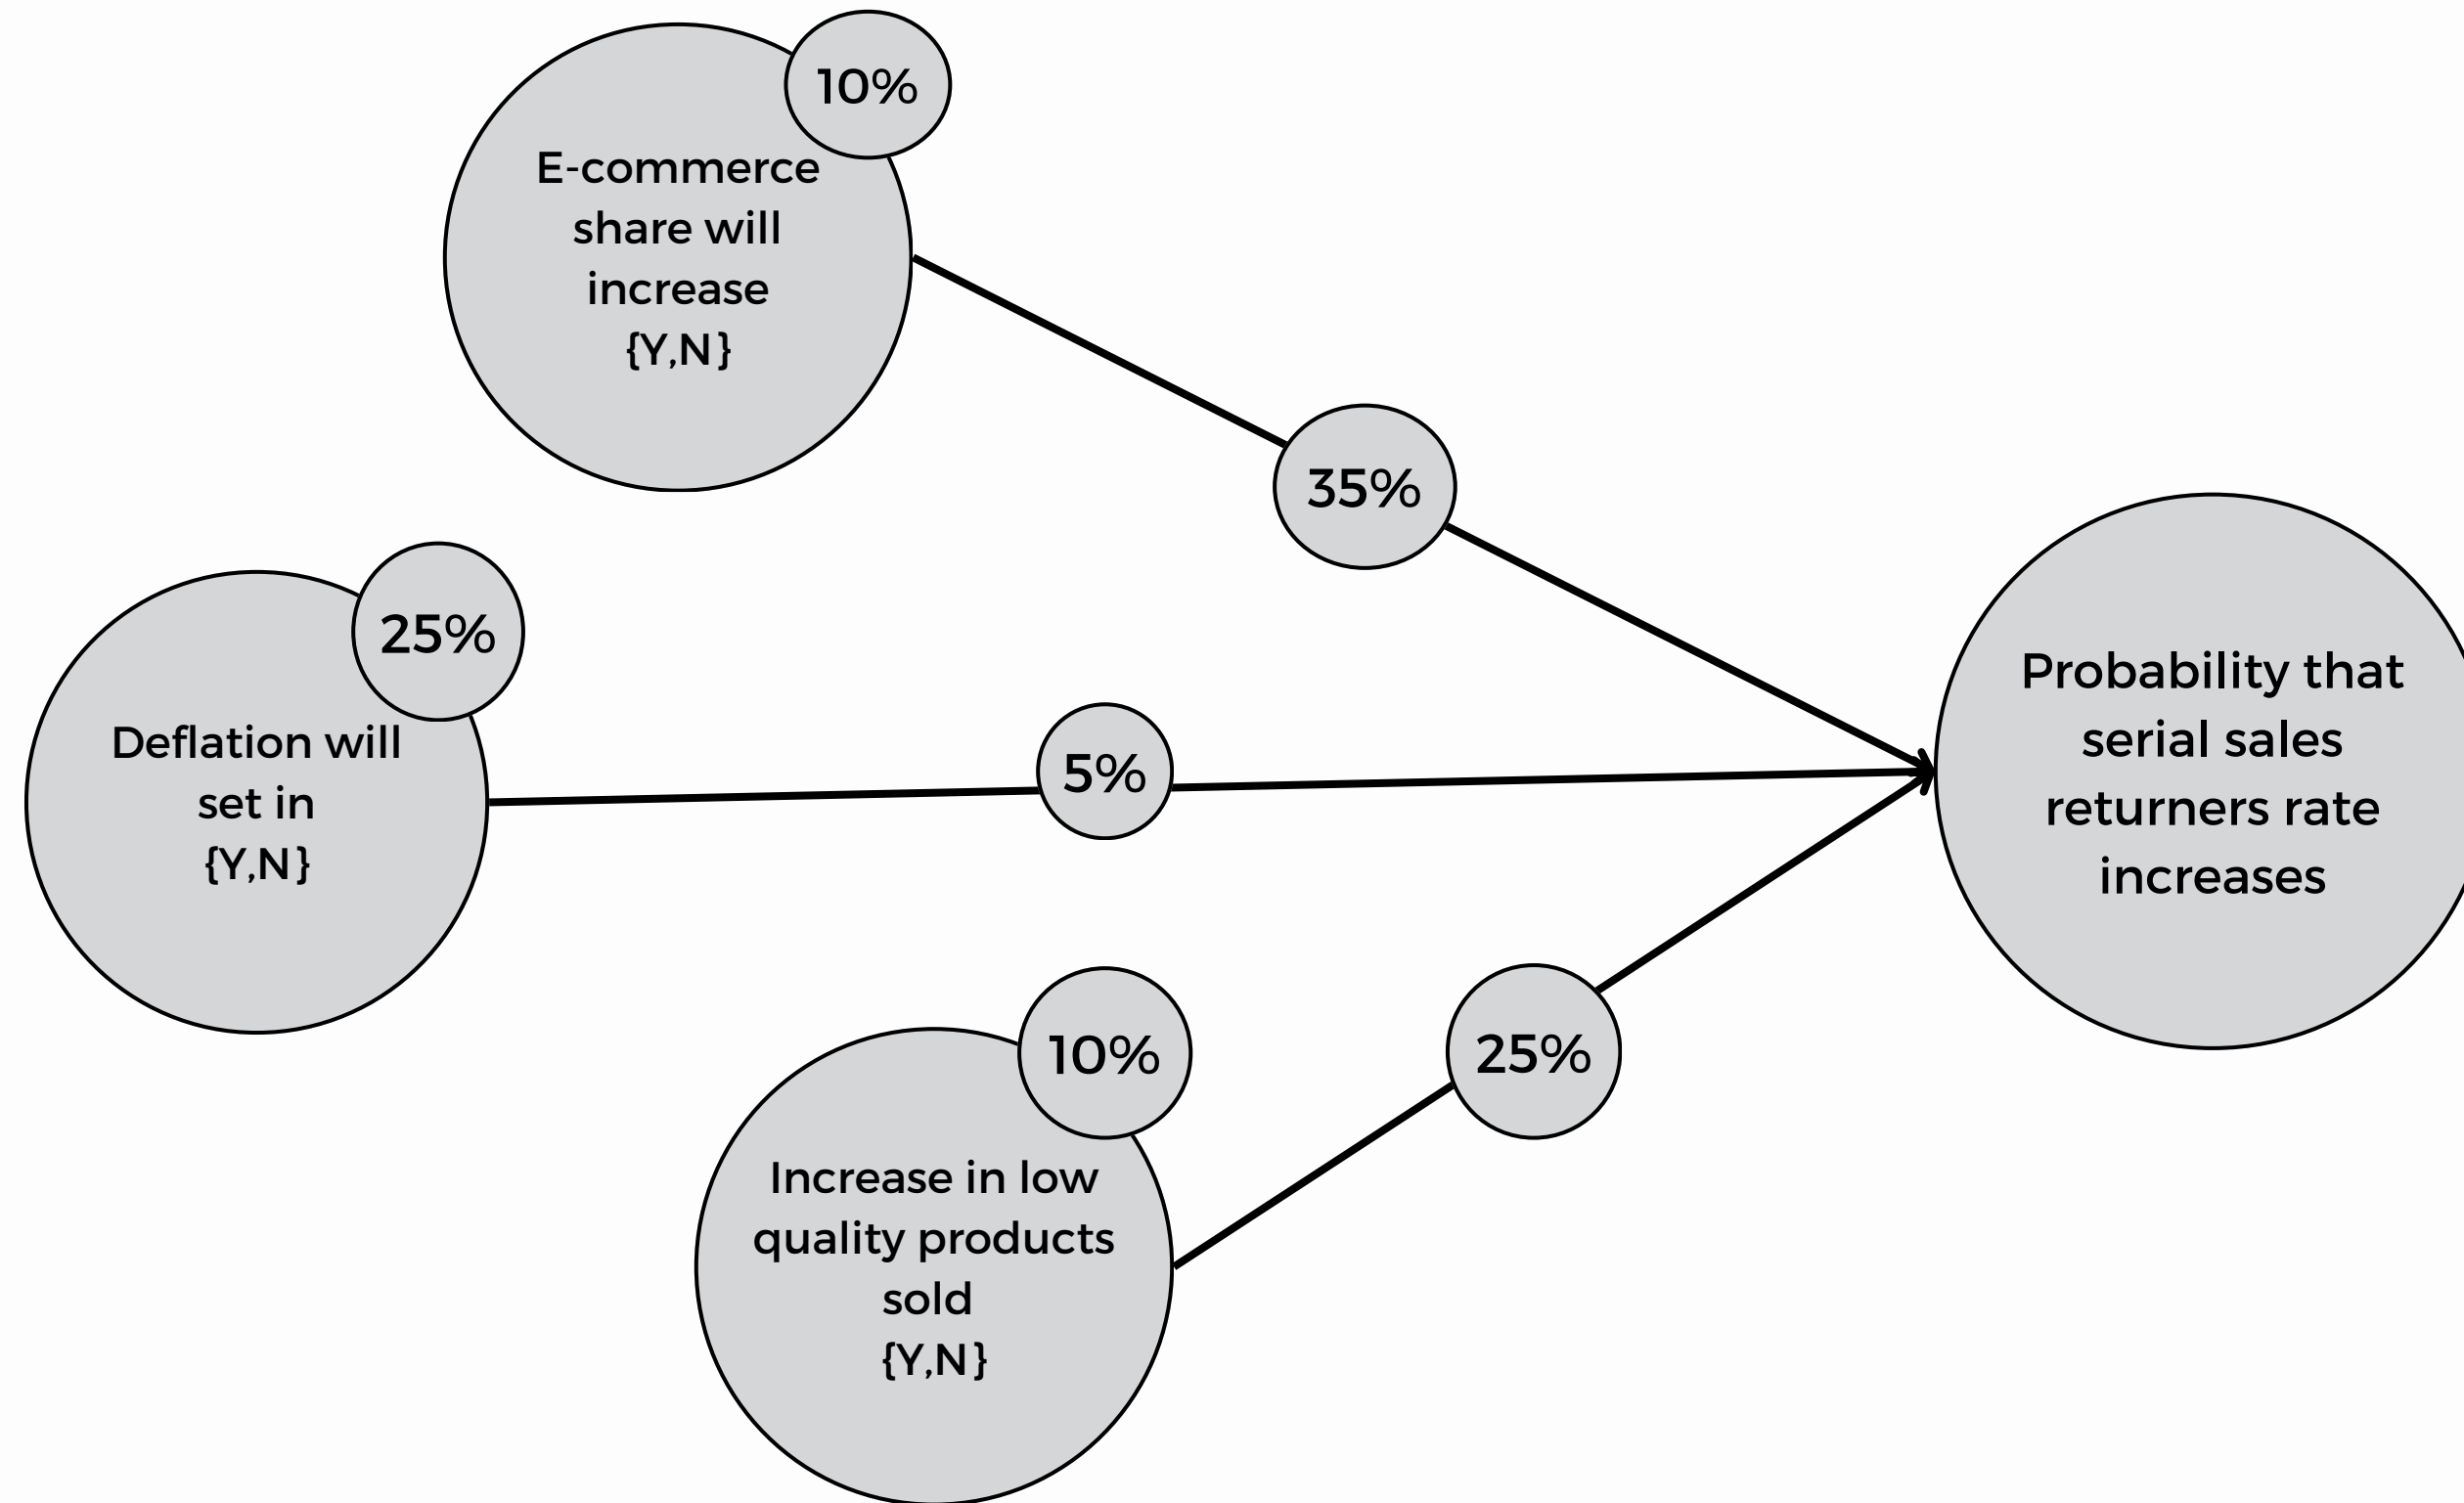 10%
E-commerce
share will
increase
{Y,N}
35%
25%
Deflation will
set in
{Y,N}
5%
Probability that
serial sales
returners rate
increases
10%
Increase in low
quality products
sold
{Y,N}
25%